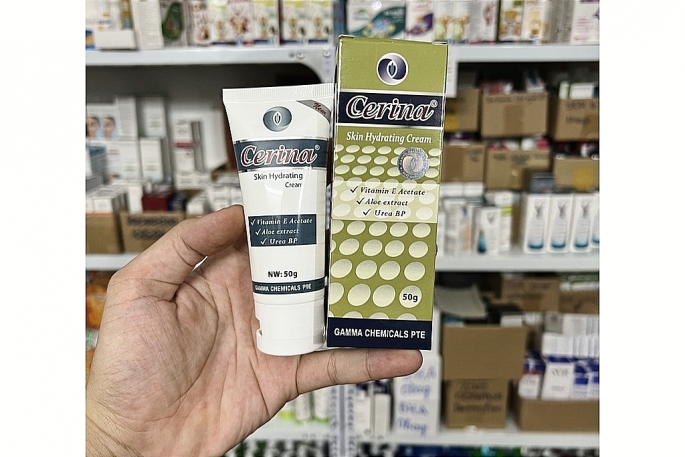 Cerina®
Skin Hydrating
Cream
✓ Vitamin E Acetate
✓ Aloe extract
✓ Urea BP
NW: 50g
GAMMA CHEMICALS PTE
Cerina®
Skin Hydrating Cream
✓ Vitamin E Acetate
✓ Aloe extract
✓ Urea BP
50g
GAMMA CHEMICALS PTE